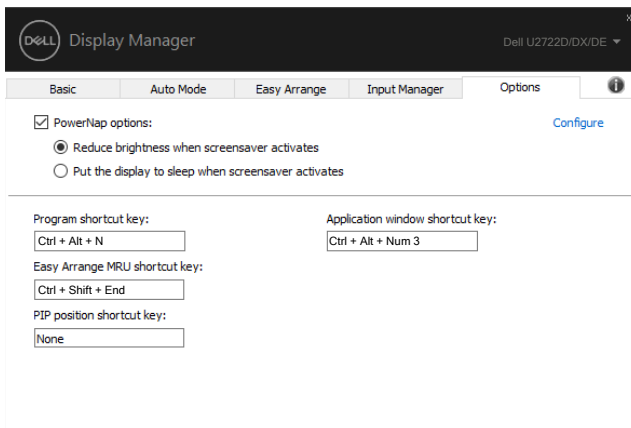 DELL Display Manager
Dell U2722D/DX/DE
Basic Auto Mode Easy Arrange Input Manager Options
PowerNap options: Configure
Reduce brightness when screensaver activates
Put the display to sleep when screensaver activates
Program shortcut key: Application window shortcut key:
Ctrl + Alt + N Ctrl + Alt + Num 3
Easy Arrange MRU shortcut key:
Ctrl + Shift + End
PIP position shortcut key:
None